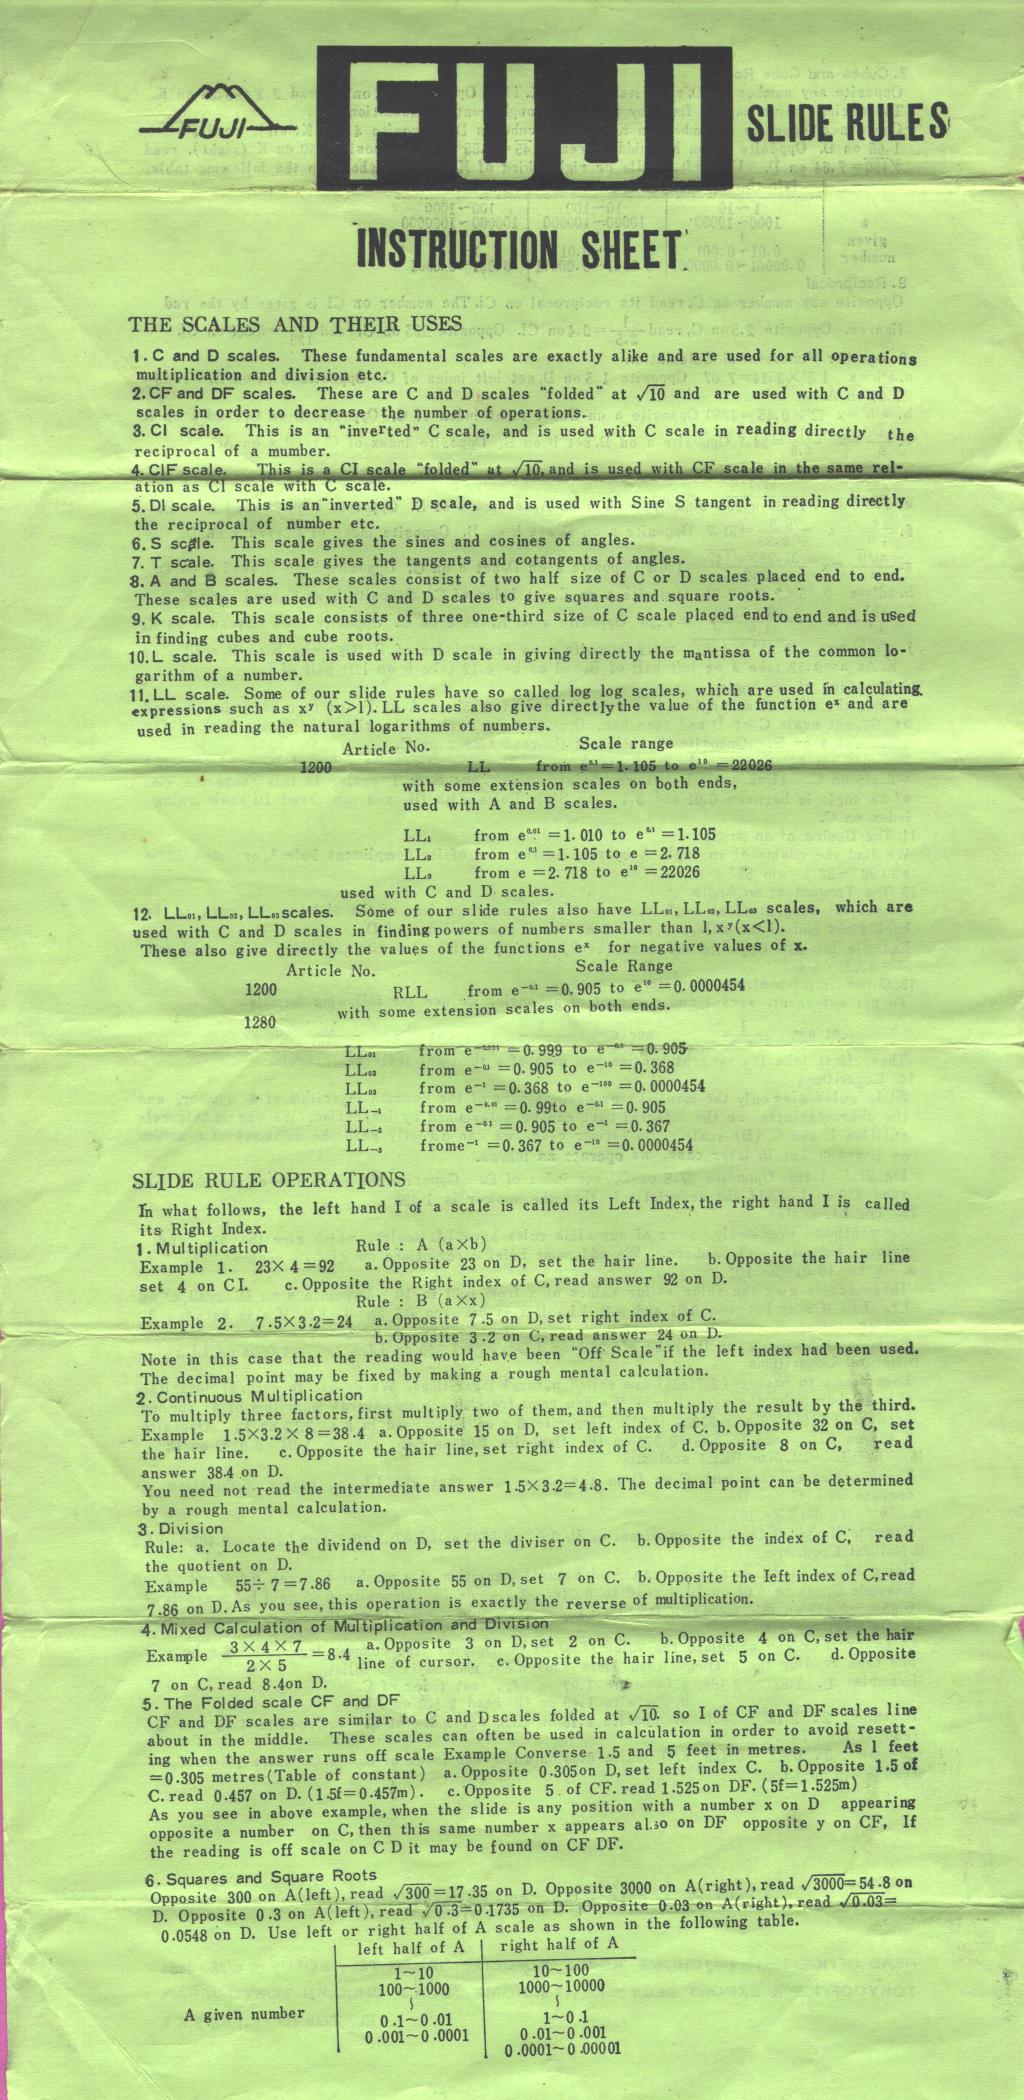 FUJI
FUJI
SLIDE RULES
INSTRUCTION SHEET
THE SCALES AND THEIR USES
1. C and D scales. These fundamental scales are exactly alike and are used for all operations
multiplication and division etc.
2. CF and DF scales. These are C and D scales "folded" at √10 and are used with C and D
scales in order to decrease the number of operations.
3. CI scale. This is an "inverted" C scale, and is used with C scale in reading directly the
reciprocal of a mumber.
4. CIF scale. This is a CI scale "folded" at √10, and is used with CF scale in the same rel-
ation as CI scale with C scale.
5. DI scale. This is an "inverted" D scale, and is used with Sine S tangent in reading directly
the reciprocal of number etc.
6. S scale. This scale gives the sines and cosines of angles.
7. T scale. This scale gives the tangents and cotangents of angles.
8. A and B scales. These scales consist of two half size of C or D scales placed end to end.
These scales are used with C and D scales to give squares and square roots.
9. K scale. This scale consists of three one-third size of C scale placed end to end and is used
in finding cubes and cube roots.
10. L scale. This scale is used with D scale in giving directly the mantissa of the common lo-
garithm of a number.
11. LL scale. Some of our slide rules have so called log log scales, which are used in calculating
expressions such as xʸ (x>1). LL scales also give directly the value of the function eˣ and are
used in reading the natural logarithms of numbers.
Article No. Scale range
1200 LL from e⁰·¹ =1.105 to e¹⁰ =22026
with some extension scales on both ends,
used with A and B scales.
LL₁ from e⁰·⁰¹ =1.010 to e⁰·¹ =1.105
LL₂ from e⁰·¹ =1.105 to e =2.718
LL₃ from e =2.718 to e¹⁰ =22026
used with C and D scales.
12. LL₀₁, LL₀₂, LL₀₃ scales. Some of our slide rules also have LL₀₁, LL₀₂, LL₀₃ scales, which are
used with C and D scales in finding powers of numbers smaller than 1, xʸ(x<1).
These also give directly the values of the functions eˣ for negative values of x.
Article No. Scale Range
1200 RLL from e⁻⁰·¹ =0.905 to e¹⁰ =0.0000454
with some extension scales on both ends.
1280
LL₀₁ from e⁻⁰·⁰⁰¹ =0.999 to e⁻⁰·¹ =0.905
LL₀₂ from e⁻⁰·¹ =0.905 to e⁻¹⁰ =0.368
LL₀₃ from e⁻¹ =0.368 to e⁻¹⁰⁰ =0.0000454
LL₋₁ from e⁻⁰·⁰¹ =0.99to e⁻⁰·¹ =0.905
LL₋₂ from e⁻⁰·¹ =0.905 to e⁻¹ =0.367
LL₋₃ frome⁻¹ =0.367 to e⁻¹⁰ =0.0000454
SLIDE RULE OPERATIONS
In what follows, the left hand I of a scale is called its Left Index, the right hand I is called
its Right Index.
1. Multiplication Rule : A (a×b)
Example 1. 23×4=92 a. Opposite 23 on D, set the hair line. b. Opposite the hair line
set 4 on CI. c. Opposite the Right index of C, read answer 92 on D.
Rule : B (a×x)
Example 2. 7.5×3.2=24 a. Opposite 7.5 on D, set right index of C.
b. Opposite 3.2 on C, read answer 24 on D.
Note in this case that the reading would have been "Off Scale" if the left index had been used.
The decimal point may be fixed by making a rough mental calculation.
2. Continuous Multiplication
To multiply three factors, first multiply two of them, and then multiply the result by the third.
Example 1.5×3.2×8=38.4 a. Opposite 15 on D, set left index of C. b. Opposite 32 on C, set
the hair line. c. Opposite the hair line, set right index of C. d. Opposite 8 on C, read
answer 38.4 on D.
You need not read the intermediate answer 1.5×3.2=4.8. The decimal point can be determined
by a rough mental calculation.
3. Division
Rule: a. Locate the dividend on D, set the diviser on C. b. Opposite the index of C, read
the quotient on D.
Example 55÷7=7.86 a. Opposite 55 on D, set 7 on C. b. Opposite the left index of C, read
7.86 on D. As you see, this operation is exactly the reverse of multiplication.
4. Mixed Calculation of Multiplication and Division
Example 3×4×7 / 2×5 =8.4 a. Opposite 3 on D, set 2 on C. b. Opposite 4 on C, set the hair
line of cursor. c. Opposite the hair line, set 5 on C. d. Opposite
7 on C, read 8.4on D.
5. The Folded scale CF and DF
CF and DF scales are similar to C and D scales folded at √10. so I of CF and DF scales line
about in the middle. These scales can often be used in calculation in order to avoid resett-
ing when the answer runs off scale Example Converse 1.5 and 5 feet in metres. As 1 feet
=0.305 metres (Table of constant) a. Opposite 0.305on D, set left index C. b. Opposite 1.5 of
C. read 0.457 on D. (1.5f=0.457m). c. Opposite 5 of CF. read 1.525 on DF. (5f=1.525m)
As you see in above example, when the slide is any position with a number x on D appearing
opposite a number on C, then this same number x appears also on DF opposite y on CF, If
the reading is off scale on C D it may be found on CF DF.
6. Squares and Square Roots
Opposite 300 on A(left), read √300=17.35 on D. Opposite 3000 on A(right), read √3000=54.8 on
D. Opposite 0.3 on A(left), read √0.3=0.1735 on D. Opposite 0.03 on A(right), read √0.03=
0.0548 on D. Use left or right half of A scale as shown in the following table.
left half of A right half of A
1~10 10~100
100~1000 1000~10000
⌇ ⌇
A given number 0.1~0.01 1~0.1
0.001~0.0001 0.01~0.001
0.0001~0.00001